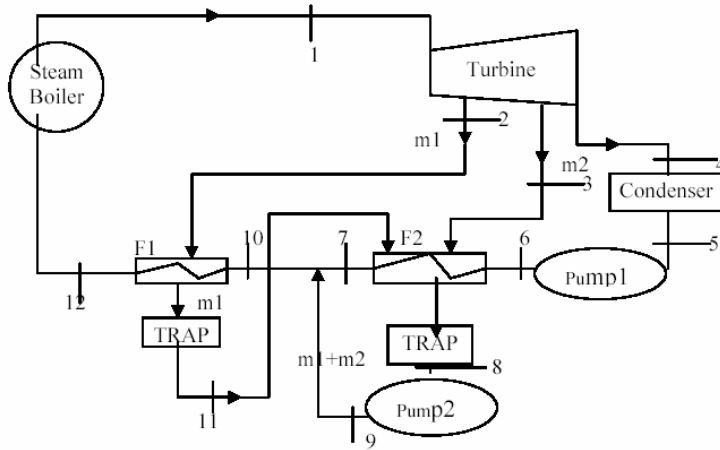 1
Steam
Boiler
Turbine
2
m1
m2
3
4
Condenser
5
F1
10
7
F2
6
Pump1
12
m1
TRAP
TRAP
m1+m2
8
11
Pump2
9